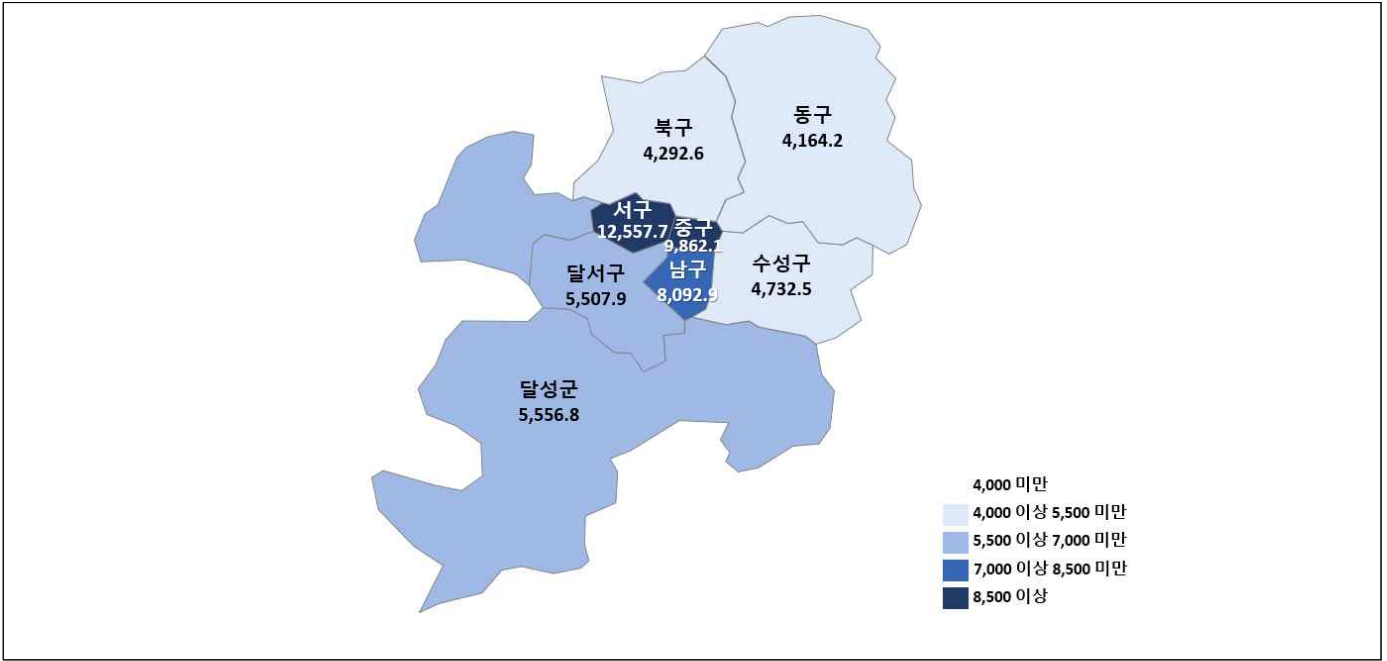 동구
4,164.2
북구
4,292.6
서구
12,557.7
중구
9,862.1
남구
8,092.9
수성구
4,732.5
달서구
5,507.9
달성군
5,556.8
4,000 미만
4,000 이상 5,500 미만
5,500 이상 7,000 미만
7,000 이상 8,500 미만
8,500 이상